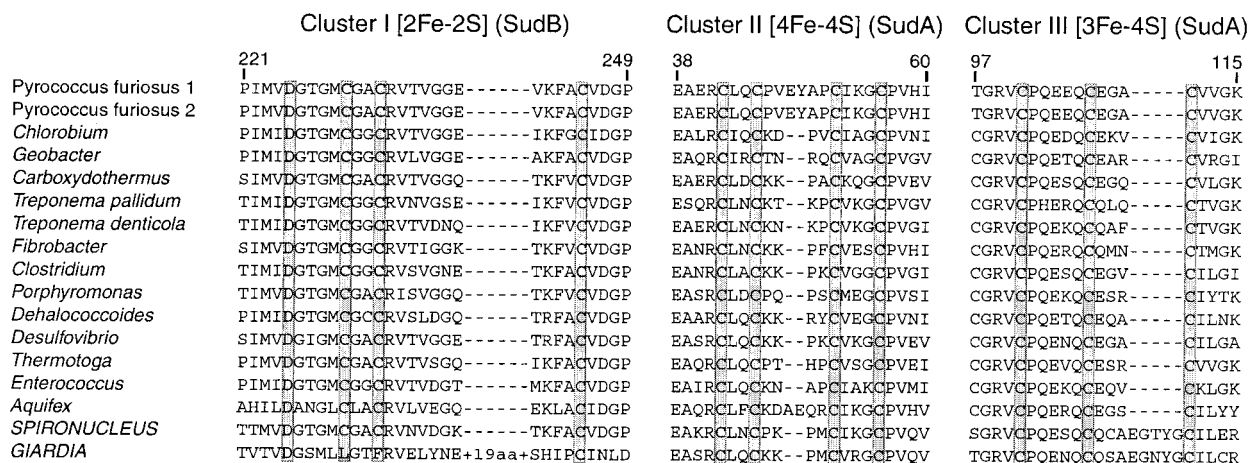 Cluster I [2Fe-2S] (SudB) Cluster II [4Fe-4S] (SudA) Cluster III [3Fe-4S] (SudA)
221 249 38 60 97 115
Pyrococcus furiosus 1 PIMVDGTGMCGACRVTVGGE------VKFACVDGP EAERCLQCPVEYAPCIKGCPVHI TGRVCPQEEQCEGA-----CVVGK
Pyrococcus furiosus 2 PIMVDGTGMCGACRVTVGGE------VKFACVDGP EAERCLQCPVEYAPCIKGCPVHI TGRVCPQEEQCEGA-----CVVGK
Chlorobium PIMIDGTGMCGGCRVTVGGE------IKFGCIDGP EALRCIQCKD--PVCIAGCPVNI CGRVCPQEDQCEKV-----CVIGK
Geobacter PIMIDGTGMCGGCRVLVGGE------AKFACVDGP EAQRCIRCTN--RQCVAGCPVGV CGRVCPQETQCEAR-----CVRGI
Carboxydothermus SIMVDGTGMCGACRVTVGGQ------TKFVCVDGP EAERCLDCKK--PACKQGCPVEV CGRVCPQESQCEGQ-----CVLGK
Treponema pallidum TIMIDGTGMCGGCRVNVGSE------IKFVCVDGP ESQRCLNCKT--KPCVKGCPVGV CGRVCPHERQCQLQ-----CTVGK
Treponema denticola TIMIDGTGMCGGCRVTVDNQ------IKFACVDGP EAERCLNCKN--KPCVKGCPVGI CGRVCPQEKQCQAF-----CTVGK
Fibrobacter SIMVDGTGMCGGCRVTIGGK------TKFVCVDGP EANRCLNCKK--PFCVESCPVHI CGRVCPQERQCQMN-----CTMGK
Clostridium TIMIDGTGMCGGCRVSVGNE------TKFACVDGP EANRCLACKK--PKCVGGCPVGI CGRVCPQESQCEGV-----CILGI
Porphyromonas TIMVDGTGMCGACRISVGGQ------TKFVCVDGP EASRCLDCPQ--PSCMEGCPVSI CGRVCPQEKQCESR-----CIYTK
Dehalococcoides PIMVDGTGMCGCCRVSLDGQ------TRFACVDGP EAARCLQCKK--RYCVEGCPVNI CGRVCPQETQCEQA-----CILNK
Desulfovibrio SIMVDGIGMCGACRVTVGGE------TRFACVDGP EASRCLQCKK--PKCVKGCPVEV CGRVCPQENQCEGA-----CILGA
Thermotoga PIMVDGTGMCGACRVTVSGQ------IKFACVDGP EAQRCLQCPT--HPCVSGCPVEI CGRVCPQEVQCESR-----CVVGK
Enterococcus PIMIDGTGMCGGCRVTVDGT------MKFACVDGP EAIRCLQCKN--APCIAKCPVMI CGRVCPQEKQCEQV-----CKLGK
Aquifex AHILDANGLCLACRVLVEGQ------EKLACIDGP EAQRCLFCKDAEQRCIKGCPVHV CGRVCPQERQCEGS-----CILYY
SPIRONUCLEUS TTMVDGTGMCGACRVNVDGK------TKFACVDGP EAKRCLNCPK--PMCIKGCPVQV SGRVCPQESQCQCAEGTYGCILER
GIARDIA TVTVDGSMLLGTFRVELYNE+19aa+SHIPCINLD EASRCLQCKK--PMCVRGCPVQV TGRVCPQENQCQSAEGNYGCILCR